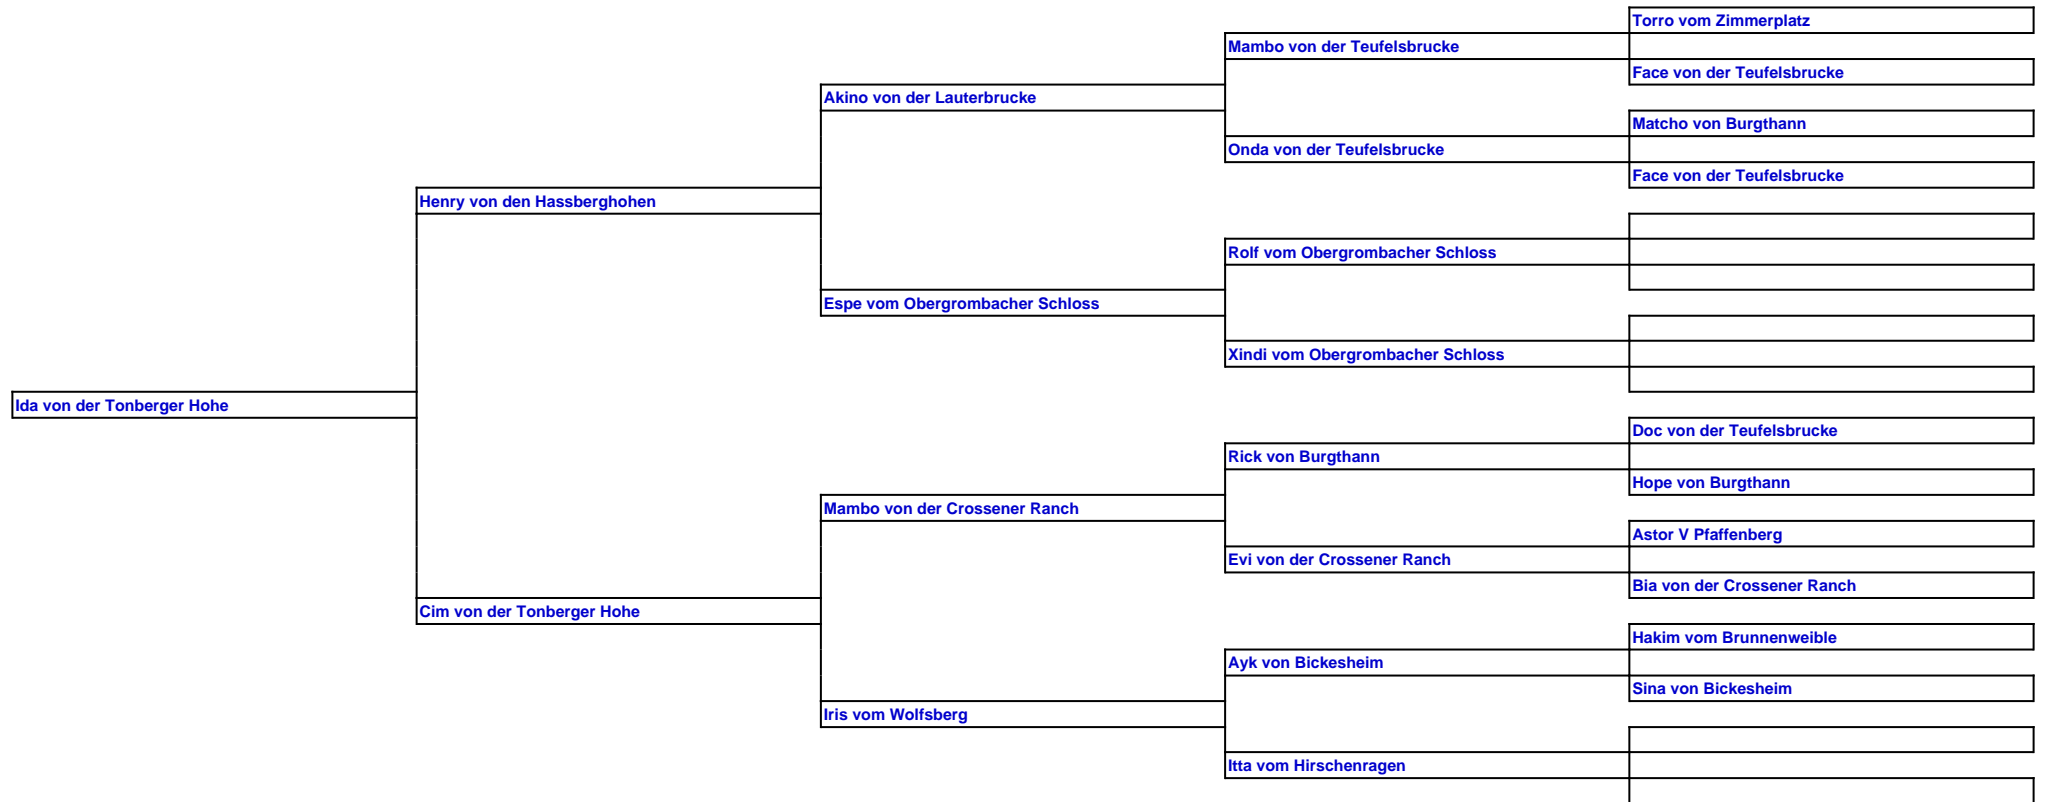 Torro vom Zimmerplatz
Mambo von der Teufelsbrucke
Face von der Teufelsbrucke
Akino von der Lauterbrucke
Matcho von Burgthann
Onda von der Teufelsbrucke
Face von der Teufelsbrucke
Henry von den Hassberghohen
Rolf vom Obergrombacher Schloss
Espe vom Obergrombacher Schloss
Xindi vom Obergrombacher Schloss
Ida von der Tonberger Hohe
Doc von der Teufelsbrucke
Rick von Burgthann
Hope von Burgthann
Mambo von der Crossener Ranch
Astor V Pfaffenberg
Evi von der Crossener Ranch
Bia von der Crossener Ranch
Cim von der Tonberger Hohe
Hakim vom Brunnenweible
Ayk von Bickesheim
Sina von Bickesheim
Iris vom Wolfsberg
Itta vom Hirschenragen